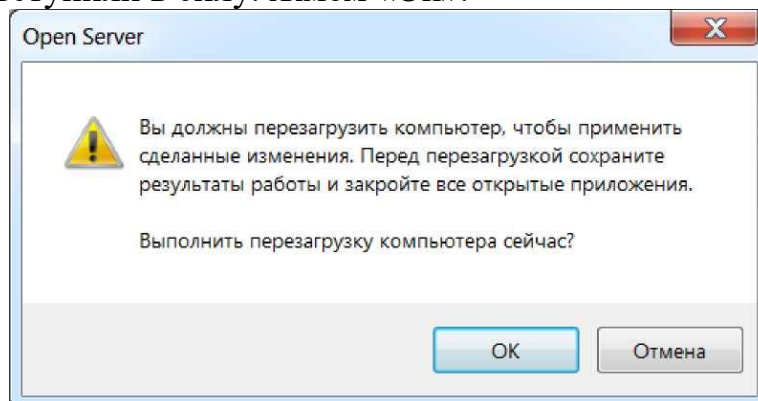 Open Server
Вы должны перезагрузить компьютер, чтобы применить
сделанные изменения. Перед перезагрузкой сохраните
результаты работы и закройте все открытые приложения.
Выполнить перезагрузку компьютера сейчас?
OK
Отмена